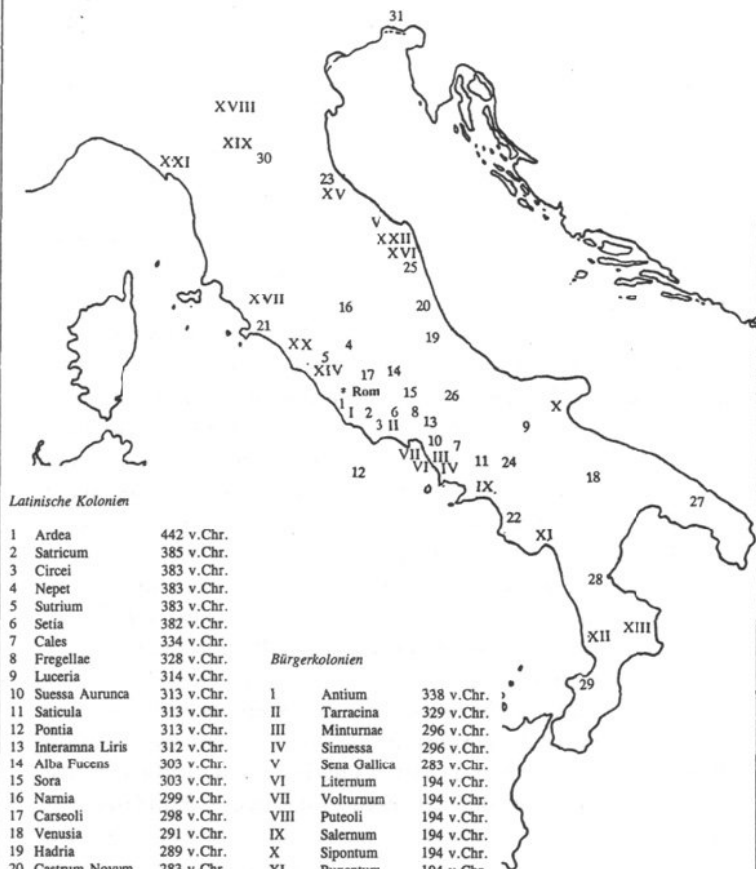 31
XVIII
XIX
30
XXI
23
XV
V
XXII
XVI
25
XVII
16
20
21
19
XX
4
5
XIV
17
14
Rom
15
26
1
I
2
6
8
3
II
13
X
9
10
7
VII
III
11
24
12
VI
IV
18
IX
27
22
XI
28
XII
XIII
29
Latinische Kolonien
1 Ardea 442 v.Chr.
2 Satricum 385 v.Chr.
3 Circei 383 v.Chr.
4 Nepet 383 v.Chr.
5 Sutrium 383 v.Chr.
6 Setia 382 v.Chr.
7 Cales 334 v.Chr.
8 Fregellae 328 v.Chr.
9 Luceria 314 v.Chr.
10 Suessa Aurunca 313 v.Chr.
11 Saticula 313 v.Chr.
12 Pontia 313 v.Chr.
13 Interamna Liris 312 v.Chr.
14 Alba Fucens 303 v.Chr.
15 Sora 303 v.Chr.
16 Narnia 299 v.Chr.
17 Carseoli 298 v.Chr.
18 Venusia 291 v.Chr.
19 Hadria 289 v.Chr.
20 Castrum Novum 283 v.Chr.
Bürgerkolonien
I Antium 338 v.Chr.
II Tarracina 329 v.Chr.
III Minturnae 296 v.Chr.
IV Sinuessa 296 v.Chr.
V Sena Gallica 283 v.Chr.
VI Liternum 194 v.Chr.
VII Volturnum 194 v.Chr.
VIII Puteoli 194 v.Chr.
IX Salernum 194 v.Chr.
X Sipontum 194 v.Chr.